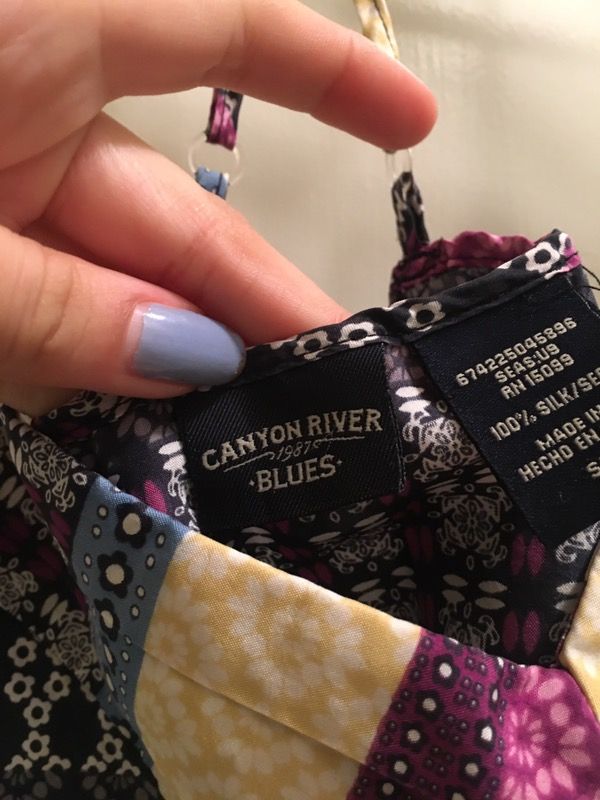 CANYON RIVER
1987
BLUES
674225045896
SEAS:U9
RN 15099
100% SILK/SE
MADE IN
HECHO EN
S